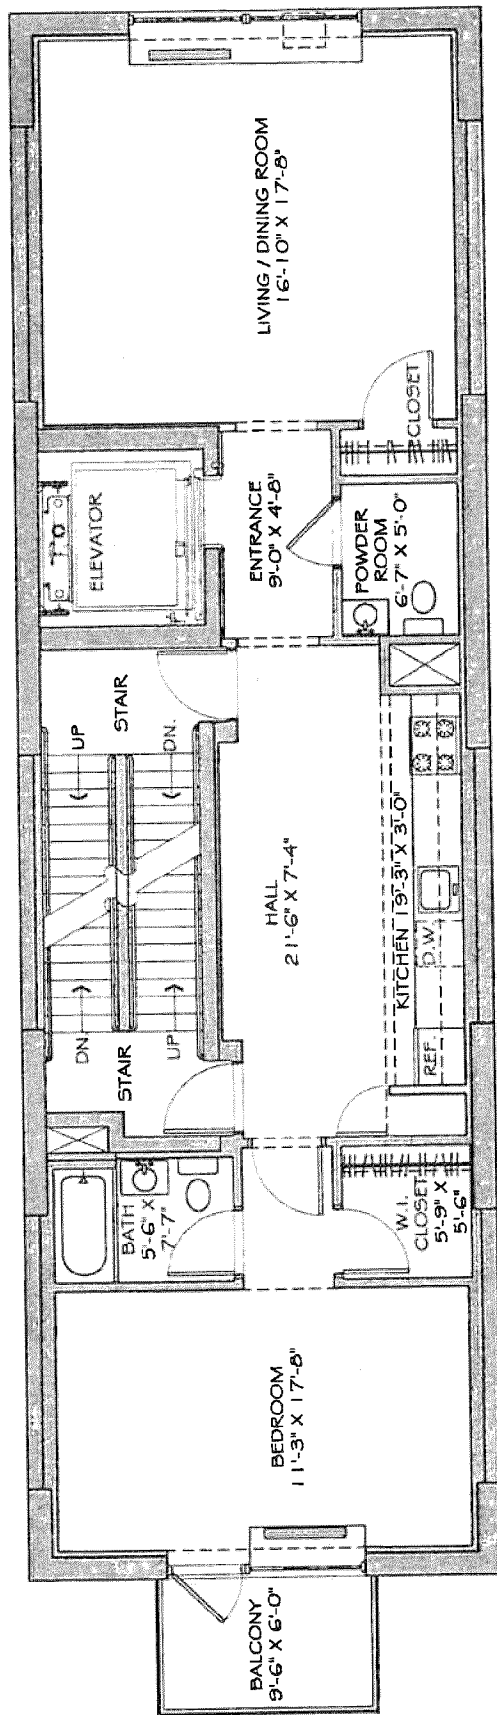 LIVING / DINING ROOM
16'-10" X 17'-8"
CLOSET
ELEVATOR
ENTRANCE
9'-0" X 4'-8"
POWDER
ROOM
6'-7" X 5'-0"
STAIR
UP
DN.
HALL
21'-6" X 7'-4"
KITCHEN 19'-3" X 3'-0"
D.W.
REF.
DN.
UP
STAIR
BATH
5'-6" X
7'-7"
W.I.
CLOSET
5'-9" X
5'-6"
BEDROOM
11'-3" X 17'-8"
BALCONY
9'-6" X 6'-0"